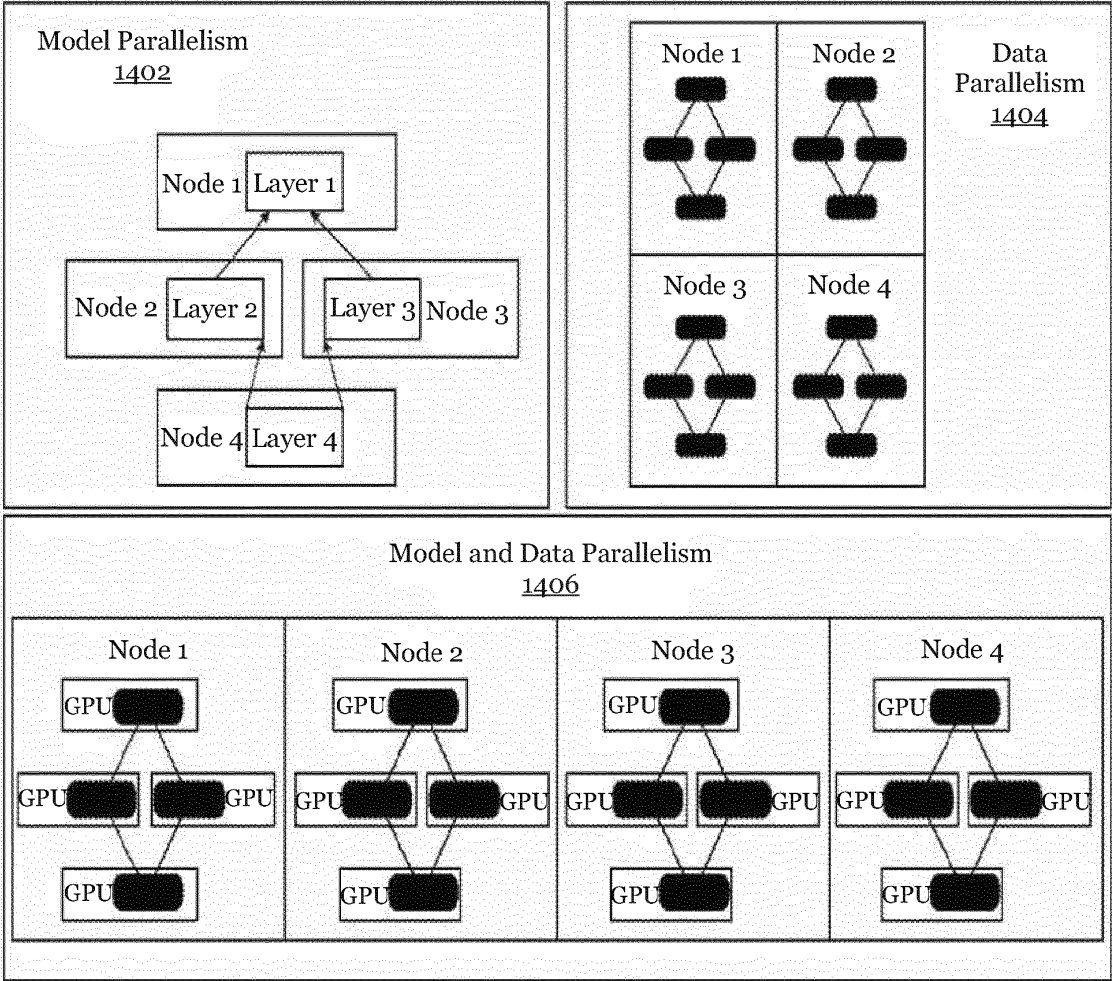 Model Parallelism
1402
Node 1 Layer 1
Node 2 Layer 2
Layer 3 Node 3
Node 4 Layer 4
Data
Parallelism
1404
Node 1
Node 2
Node 3
Node 4
Model and Data Parallelism
1406
Node 1
GPU
GPU
GPU
GPU
Node 2
GPU
GPU
GPU
GPU
Node 3
GPU
GPU
GPU
GPU
Node 4
GPU
GPU
GPU
GPU